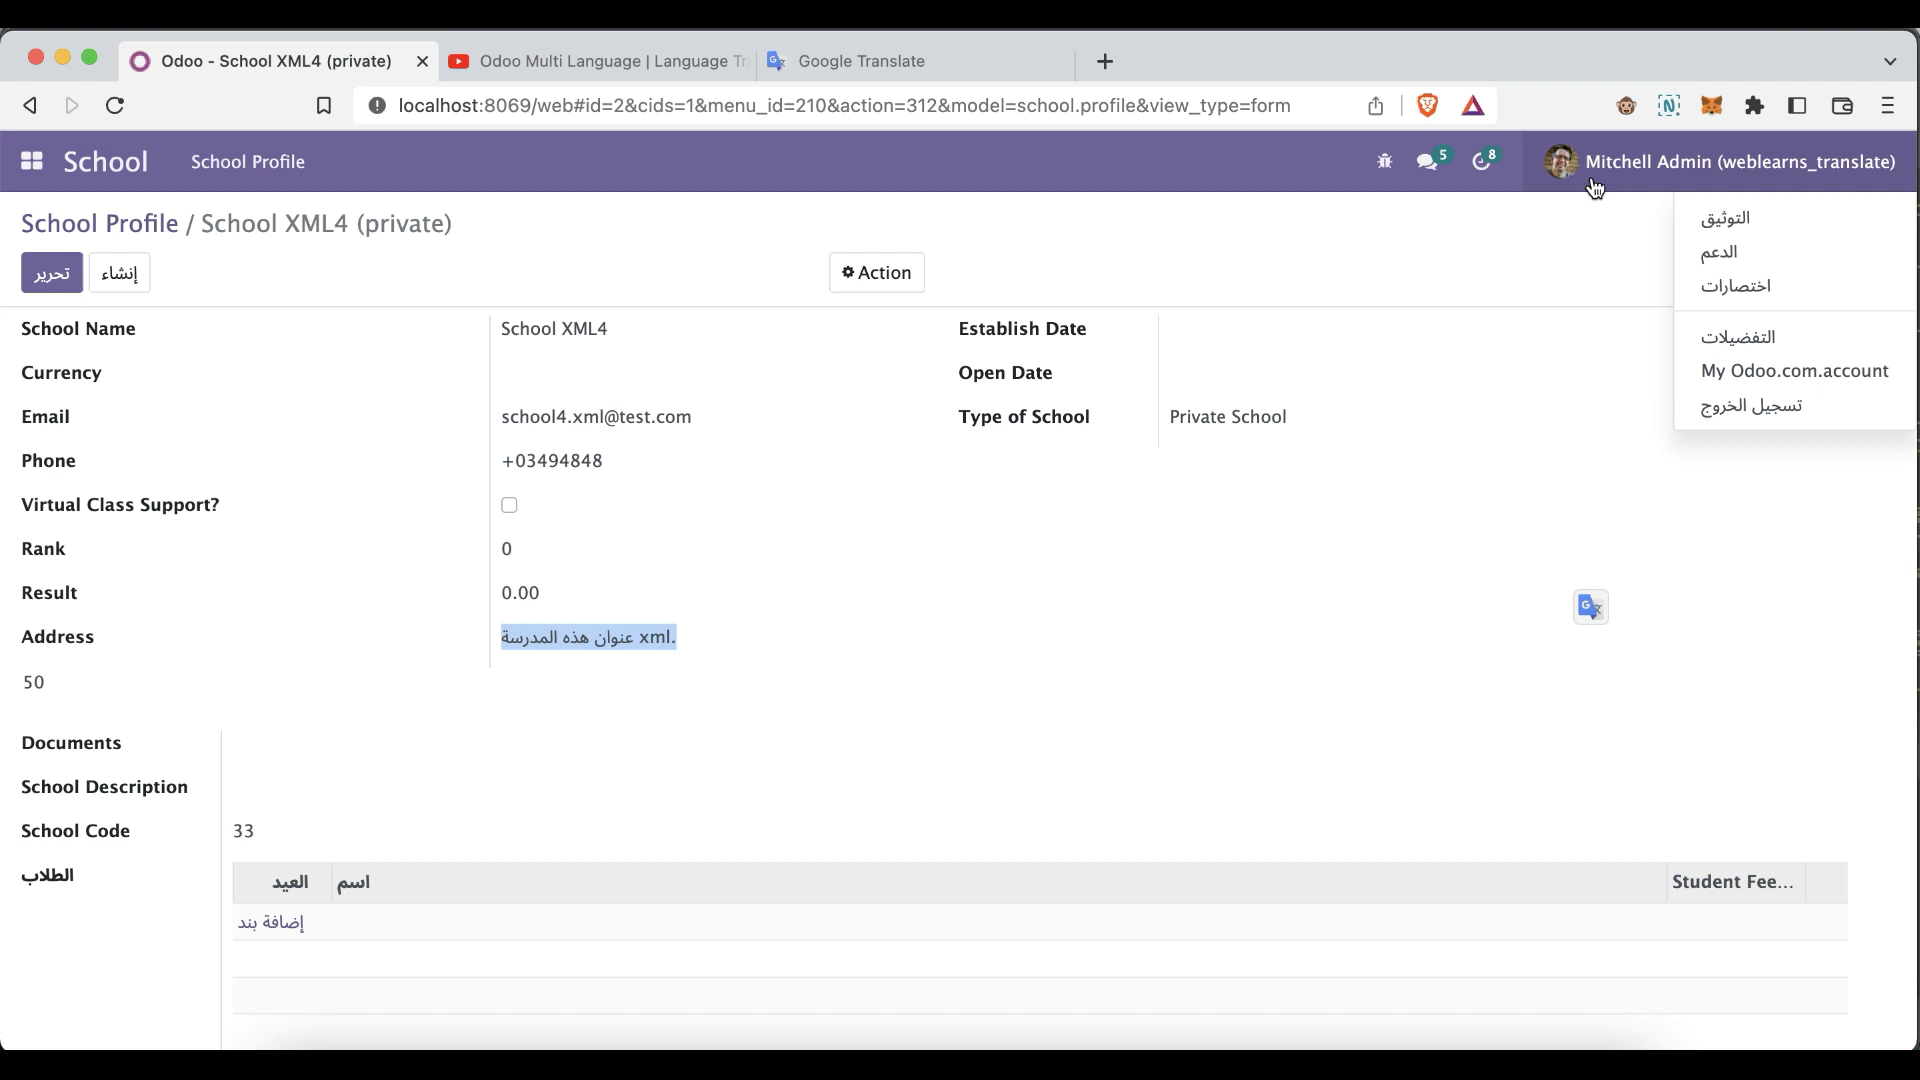 Odoo - School XML4 (private)
Odoo Multi Language | Language Tr
Google Translate
localhost:8069/web#id=2&cids=1&menu_id=210&action=312&model=school.profile&view_type=form
School
School Profile
5
8
Mitchell Admin (weblearns_translate)
School Profile / School XML4 (private)
تحرير
إنشاء
Action
التوثيق
الدعم
اختصارات
التفضيلات
My Odoo.com.account
تسجيل الخروج
School Name
School XML4
Establish Date
Currency
Open Date
Email
school4.xml@test.com
Type of School
Private School
Phone
+03494848
Virtual Class Support?
Rank
0
Result
0.00
Address
عنوان هذه المدرسة xml.
50
Documents
School Description
School Code
33
الطلاب
العيد
اسم
Student Fee...
إضافة بند